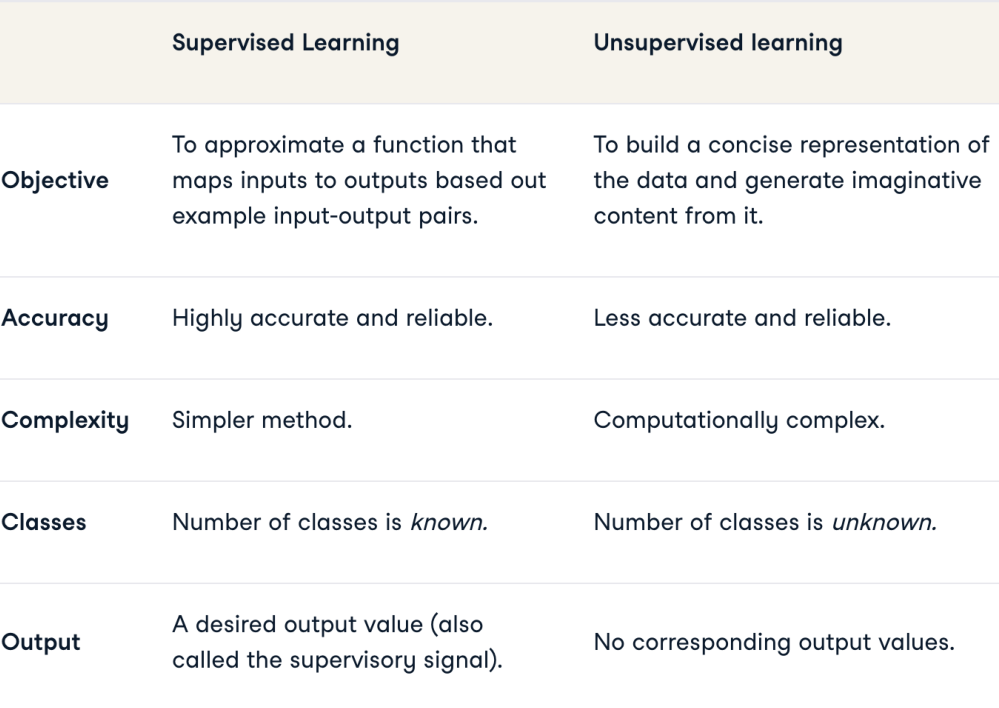 Supervised Learning
Unsupervised learning
Objective
To approximate a function that
maps inputs to outputs based out
example input-output pairs.
To build a concise representation of
the data and generate imaginative
content from it.
Accuracy
Highly accurate and reliable.
Less accurate and reliable.
Complexity
Simpler method.
Computationally complex.
Classes
Number of classes is known.
Number of classes is unknown.
Output
A desired output value (also
called the supervisory signal).
No corresponding output values.